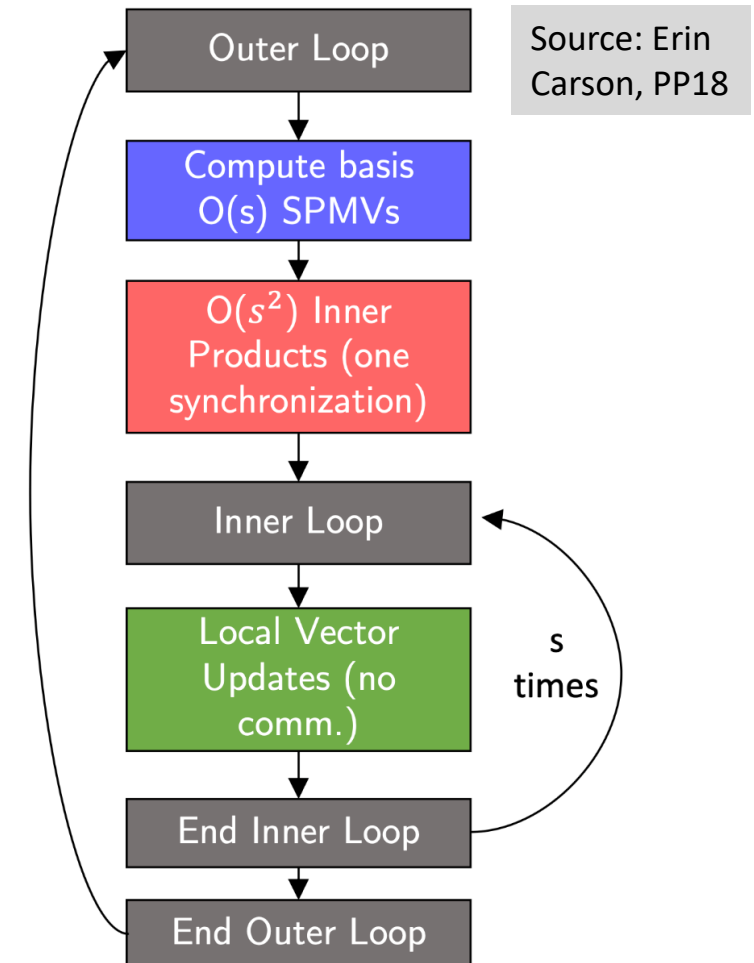 Outer Loop
Source: Erin
Carson, PP18
Compute basis
O(s) SPMVs
O(s²) Inner
Products (one
synchronization)
Inner Loop
Local Vector
Updates (no
comm.)
s
times
End Inner Loop
End Outer Loop